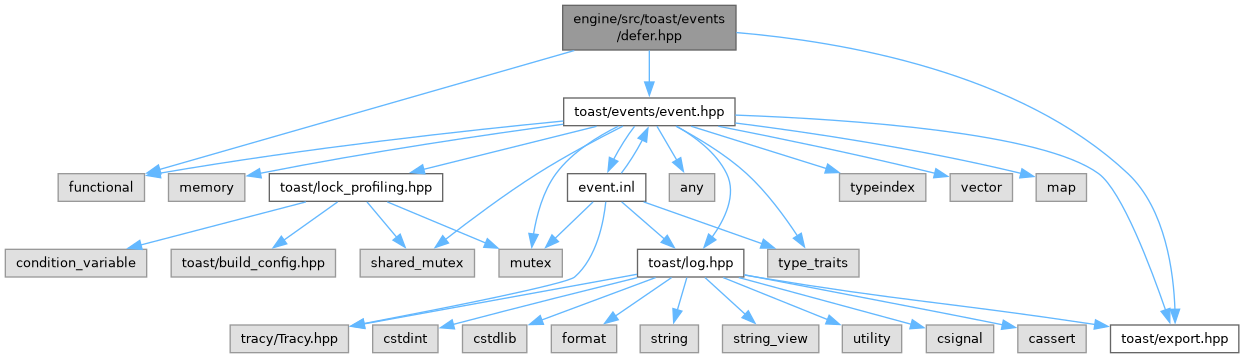 engine/src/toast/events
/defer.hpp
toast/events/event.hpp
functional
memory
toast/lock_profiling.hpp
event.inl
any
typeindex
vector
map
condition_variable
toast/build_config.hpp
shared_mutex
mutex
toast/log.hpp
type_traits
tracy/Tracy.hpp
cstdint
cstdlib
format
string
string_view
utility
csignal
cassert
toast/export.hpp